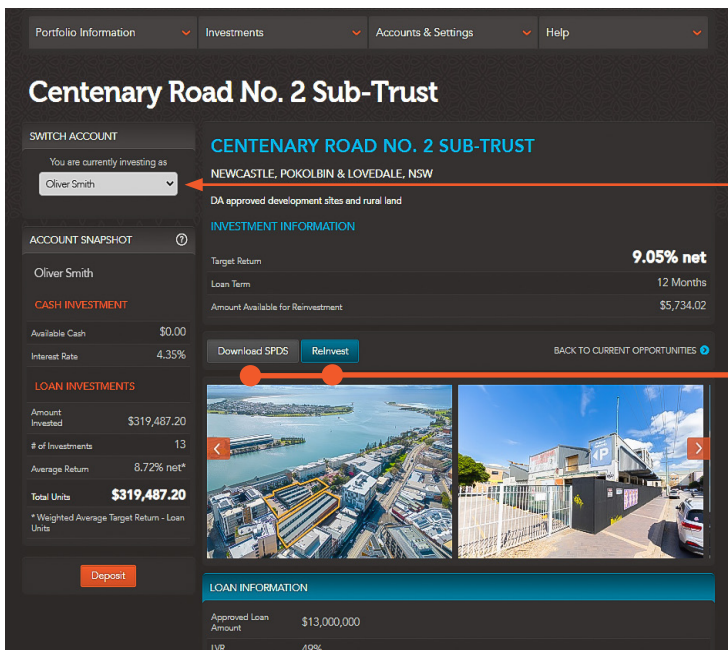 Portfolio Information
Investments
Accounts & Settings
Help
Centenary Road No. 2 Sub-Trust
SWITCH ACCOUNT
You are currently investing as
Oliver Smith
ACCOUNT SNAPSHOT
Oliver Smith
CASH INVESTMENT
Available Cash $0.00
Interest Rate 4.35%
LOAN INVESTMENTS
Amount
Invested $319,487.20
# of Investments 13
Average Return 8.72% net*
Total Units $319,487.20
* Weighted Average Target Return - Loan
Units
Deposit
CENTENARY ROAD NO. 2 SUB-TRUST
NEWCASTLE, POKOLBIN & LOVEDALE, NSW
DA approved development sites and rural land
INVESTMENT INFORMATION
Target Return 9.05% net
Loan Term 12 Months
Amount Available for Reinvestment $5,734.02
Download SPDS
ReInvest
BACK TO CURRENT OPPORTUNITIES
P
LOAN INFORMATION
Approved Loan
Amount $13,000,000
LVR 49%